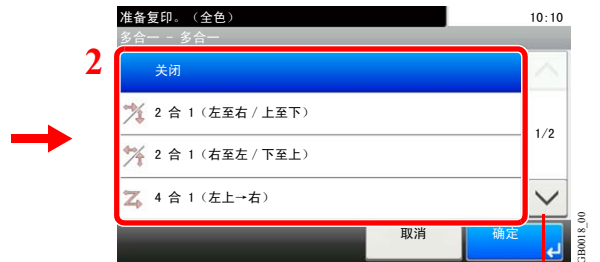 准备复印。（全色）
10:10
多合一 - 多合一
2
关闭
2 合 1（左至右 / 上至下）
1/2
2 合 1（右至左 / 下至上）
4 合 1（左上→右）
取消
确定
GB0018_00